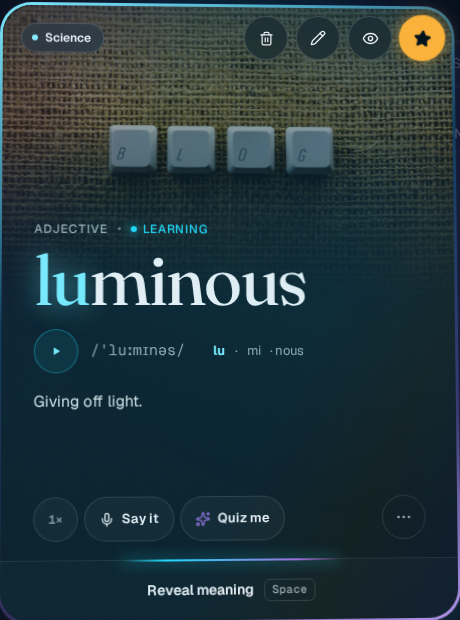 Science
B L O G
ADJECTIVE • LEARNING
luminous
/ˈluːmɪnəs/ lu · mi · nous
Giving off light.
1×
Say it
Quiz me
Reveal meaning Space